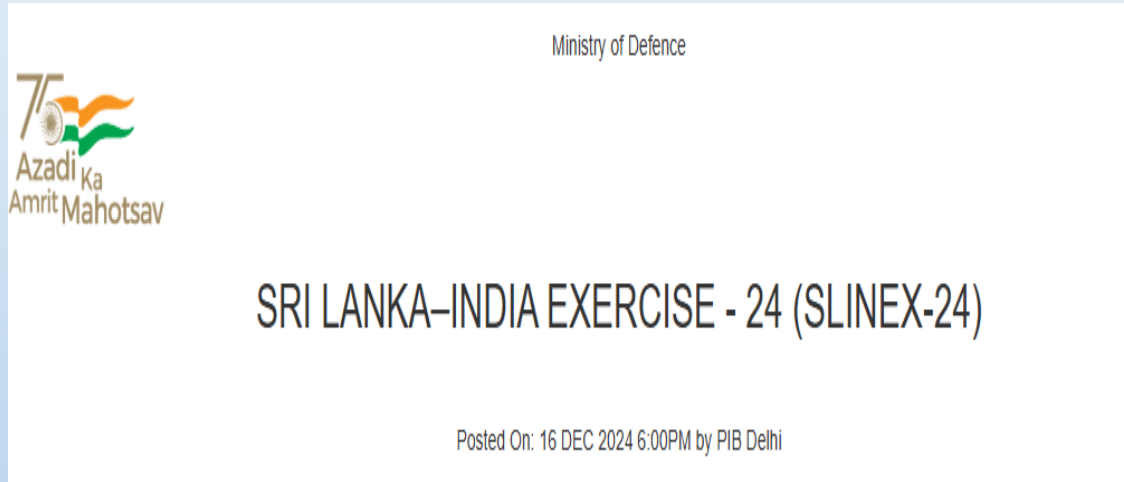 Ministry of Defence
75
Azadi Ka
Amrit Mahotsav
SRI LANKA–INDIA EXERCISE - 24 (SLINEX-24)
Posted On: 16 DEC 2024 6:00PM by PIB Delhi